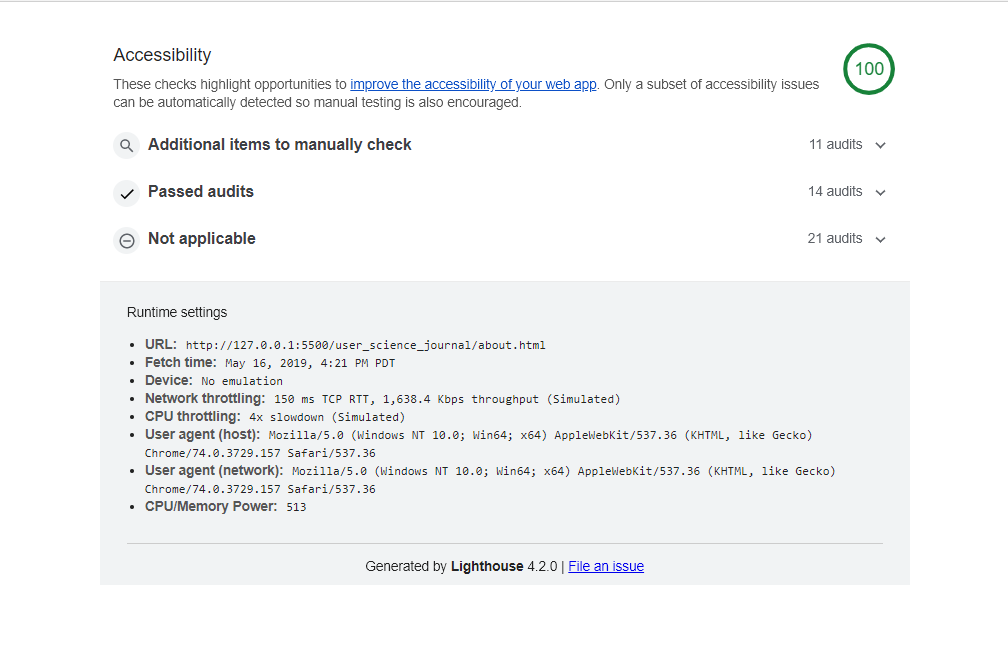 Accessibility
100
These checks highlight opportunities to improve the accessibility of your web app. Only a subset of accessibility issues
can be automatically detected so manual testing is also encouraged.
Additional items to manually check 11 audits
Passed audits 14 audits
Not applicable 21 audits
Runtime settings
• URL: http://127.0.0.1:5500/user_science_journal/about.html
• Fetch time: May 16, 2019, 4:21 PM PDT
• Device: No emulation
• Network throttling: 150 ms TCP RTT, 1,638.4 Kbps throughput (Simulated)
• CPU throttling: 4x slowdown (Simulated)
• User agent (host): Mozilla/5.0 (Windows NT 10.0; Win64; x64) AppleWebKit/537.36 (KHTML, like Gecko)
Chrome/74.0.3729.157 Safari/537.36
• User agent (network): Mozilla/5.0 (Windows NT 10.0; Win64; x64) AppleWebKit/537.36 (KHTML, like Gecko)
Chrome/74.0.3729.157 Safari/537.36
• CPU/Memory Power: 513
Generated by Lighthouse 4.2.0 | File an issue